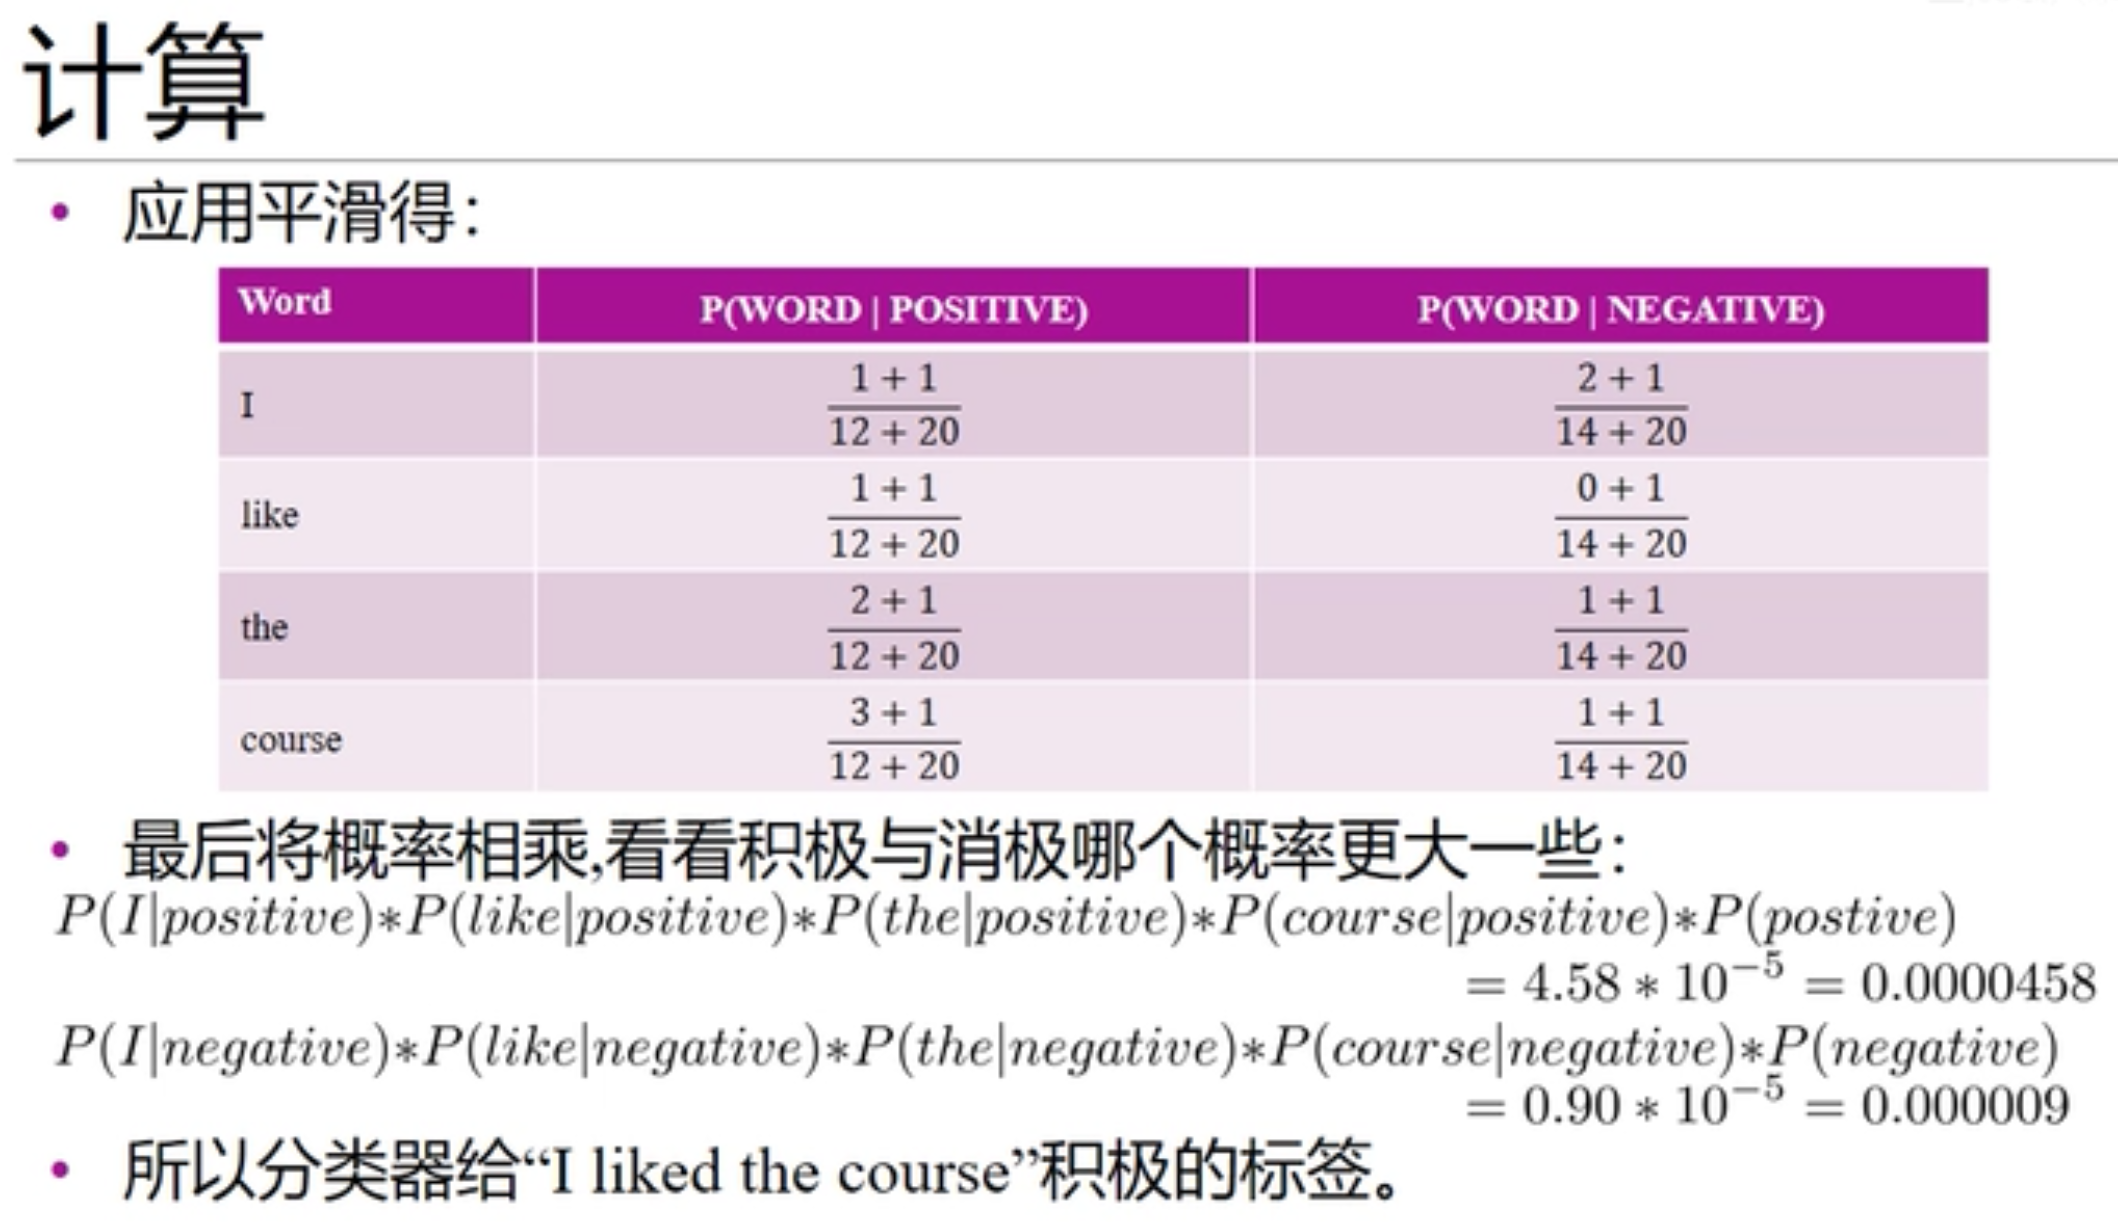 计算
• 应用平滑得：
Word P(WORD | POSITIVE) P(WORD | NEGATIVE)
I 1 + 1 / 12 + 20 2 + 1 / 14 + 20
like 1 + 1 / 12 + 20 0 + 1 / 14 + 20
the 2 + 1 / 12 + 20 1 + 1 / 14 + 20
course 3 + 1 / 12 + 20 1 + 1 / 14 + 20
• 最后将概率相乘,看看积极与消极哪个概率更大一些：
P(I|positive)*P(like|positive)*P(the|positive)*P(course|positive)*P(postive)
= 4.58 * 10^{-5} = 0.0000458
P(I|negative)*P(like|negative)*P(the|negative)*P(course|negative)*P(negative)
= 0.90 * 10^{-5} = 0.000009
• 所以分类器给“I liked the course”积极的标签。